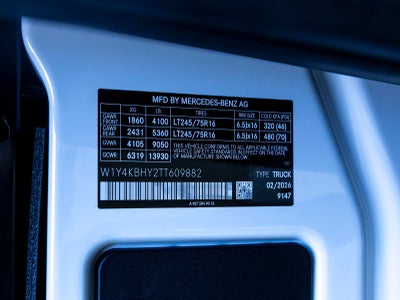 MFD BY MERCEDES-BENZ AG
KG LB TIRE SIZE RIM SIZE COLD KPA (PSI)
GAWR FRONT 1860 4100 LT245/75R16 6.5Jx16 320 (46)
GAWR REAR 2431 5360 LT245/75R16 6.5Jx16 480 (70)
GVWR 4105 9050 THIS VEHICLE CONFORMS TO ALL APPLICABLE FEDERAL MOTOR
GCWR 6319 13930 VEHICLE SAFETY STANDARDS IN EFFECT ON THE
DATE OF MANUFACTURE SHOWN BELOW
W1Y4KBHY2TT609882 TYPE TRUCK
02/2026
9147